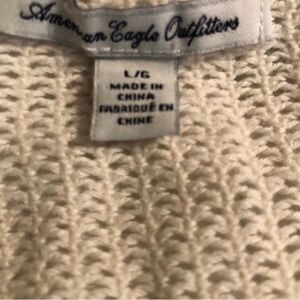 American Eagle Outfitters
L/G
MADE IN
CHINA
FABRIQUÉ EN
CHINE